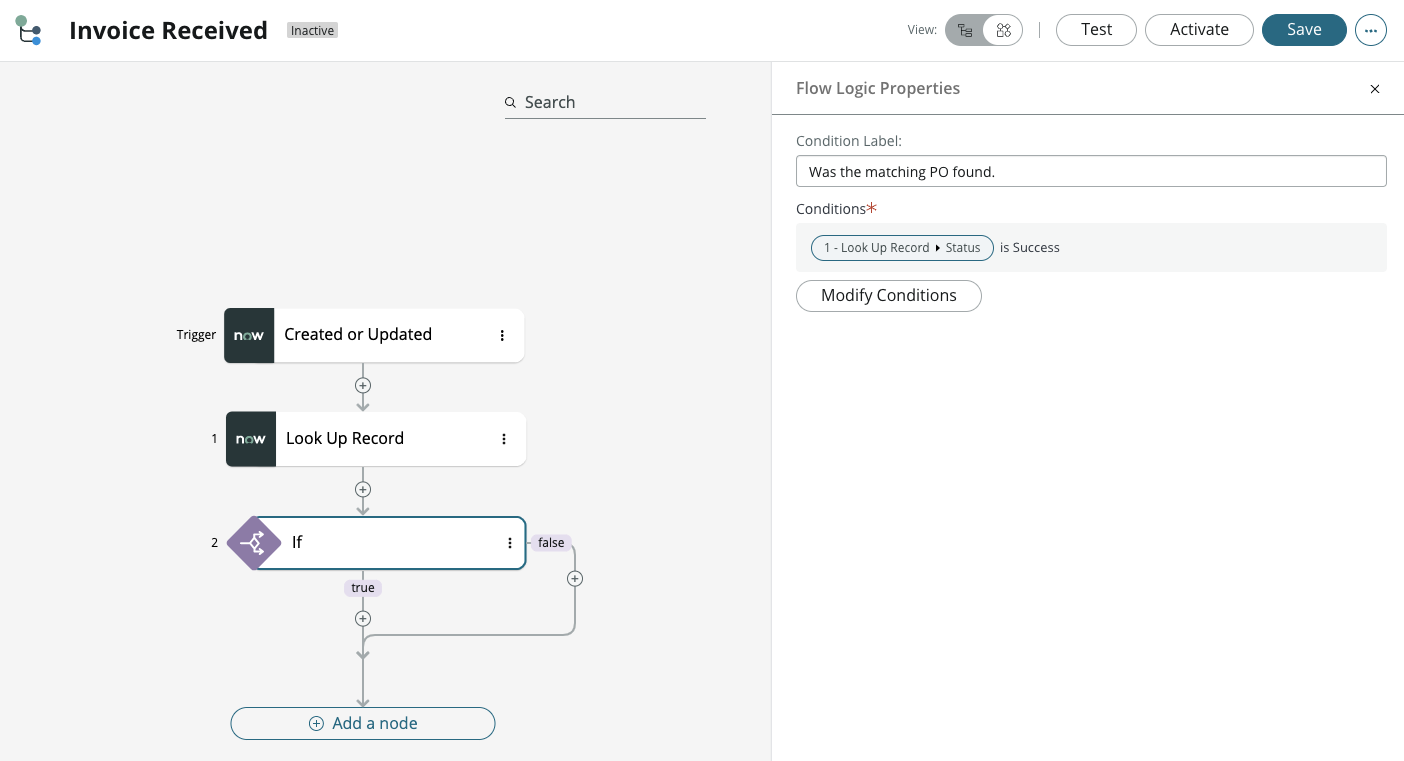 Invoice Received Inactive View: Test Activate Save ...
Search
Flow Logic Properties
Condition Label:
Was the matching PO found.
Conditions*
1 - Look Up Record ▸ Status is Success
Modify Conditions
Trigger now Created or Updated
1 now Look Up Record
2 If false
true
Add a node